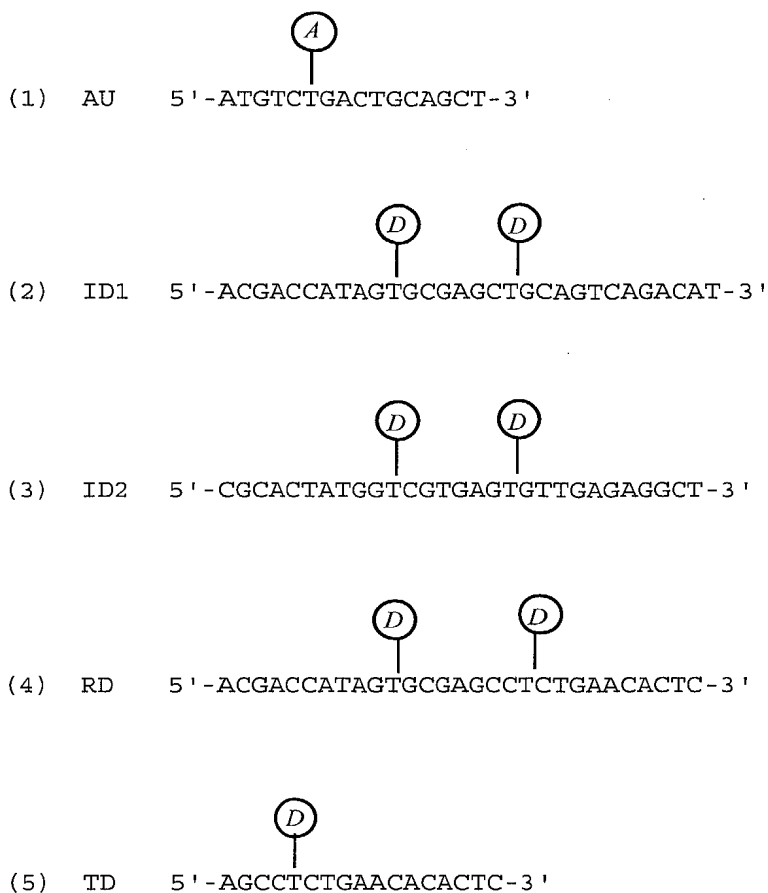 A
(1) AU 5'-ATGTCTGACTGCAGCT-3'
D D
(2) ID1 5'-ACGACCATAGTGCGAGCTGCAGTCAGACAT-3'
D D
(3) ID2 5'-CGCACTATGGTCGTGAGTGTTGAGAGGCT-3'
D D
(4) RD 5'-ACGACCATAGTGCGAGCCTCTGAACACTC-3'
D
(5) TD 5'-AGCCTCTGAACACACTC-3'